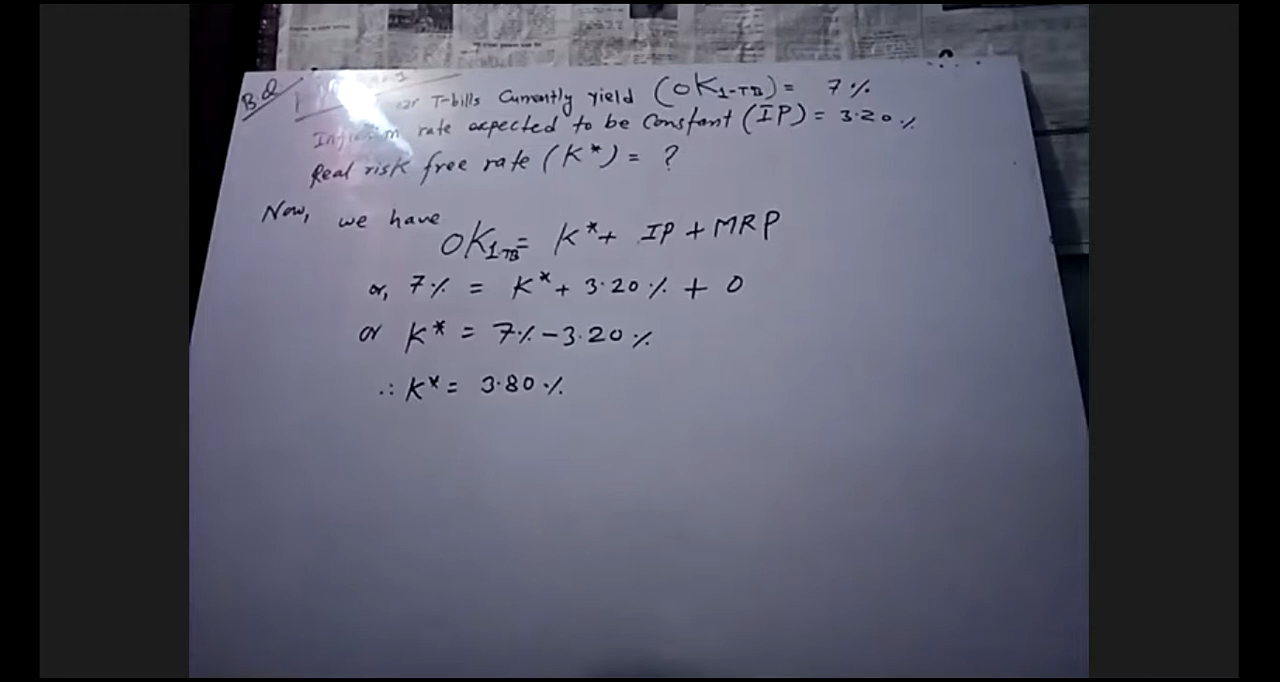 B.Q
T-bills Currently yield (OK1-TB) = 7%
rate expected to be Constant (IP) = 3.20%
Real risk free rate (K*) = ?
Now, we have
OK1TB = K* + IP + MRP
or, 7% = K* + 3.20% + 0
or K* = 7% - 3.20%
∴ K* = 3.80%